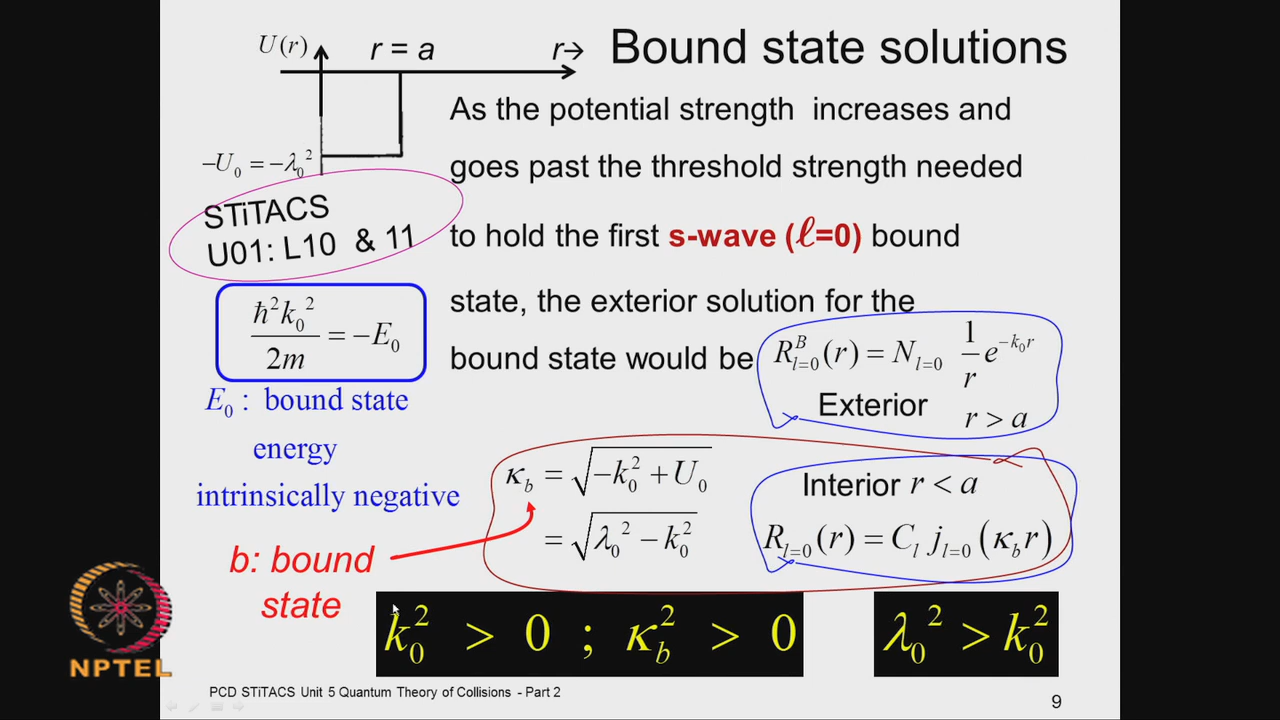 Bound state solutions
U(r)
r = a
r→
−U₀ = −λ₀²
As the potential strength increases and
goes past the threshold strength needed
to hold the first s-wave (ℓ=0) bound
state, the exterior solution for the
bound state would be
STiTACS
U01: L10 & 11
ħ²k₀²/2m = −E₀
E₀ : bound state
energy
intrinsically negative
R^B_{l=0}(r) = N_{l=0} 1/r e^{−k₀r}
Exterior r > a
κ_b = √(−k₀² + U₀)
= √(λ₀² − k₀²)
Interior r < a
R_{l=0}(r) = C_l j_{l=0}(κ_b r)
b: bound
state
k₀² > 0 ; κ_b² > 0
λ₀² > k₀²
NPTEL
PCD STiTACS Unit 5 Quantum Theory of Collisions - Part 2
9